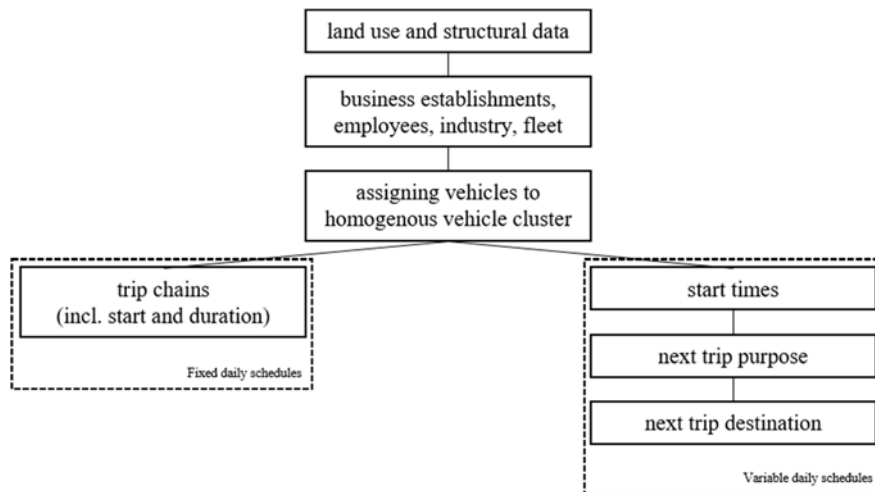 land use and structural data
business establishments,
employees, industry, fleet
assigning vehicles to
homogenous vehicle cluster
trip chains
(incl. start and duration)
Fixed daily schedules
start times
next trip purpose
next trip destination
Variable daily schedules